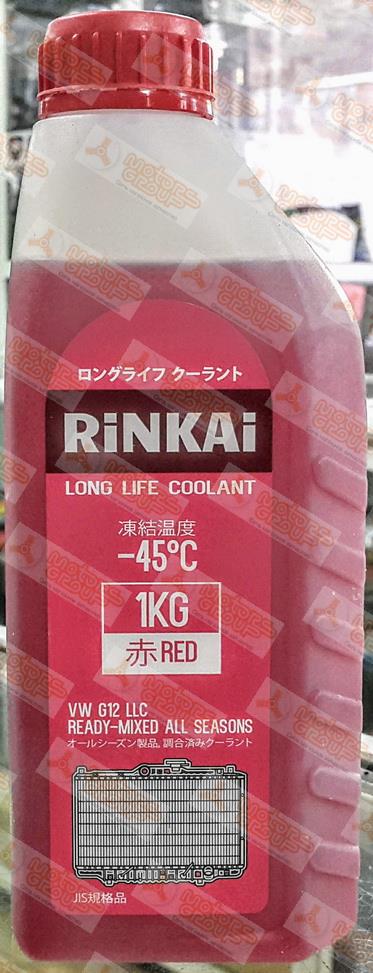 ロングライフ クーラント
RiNKAi
LONG LIFE COOLANT
凍結温度
-45°C
1KG
赤 RED
VW G12 LLC
READY-MIXED ALL SEASONS
オールシーズン製品。調合済みクーラント
JIS規格品
MOTORS
GROUP